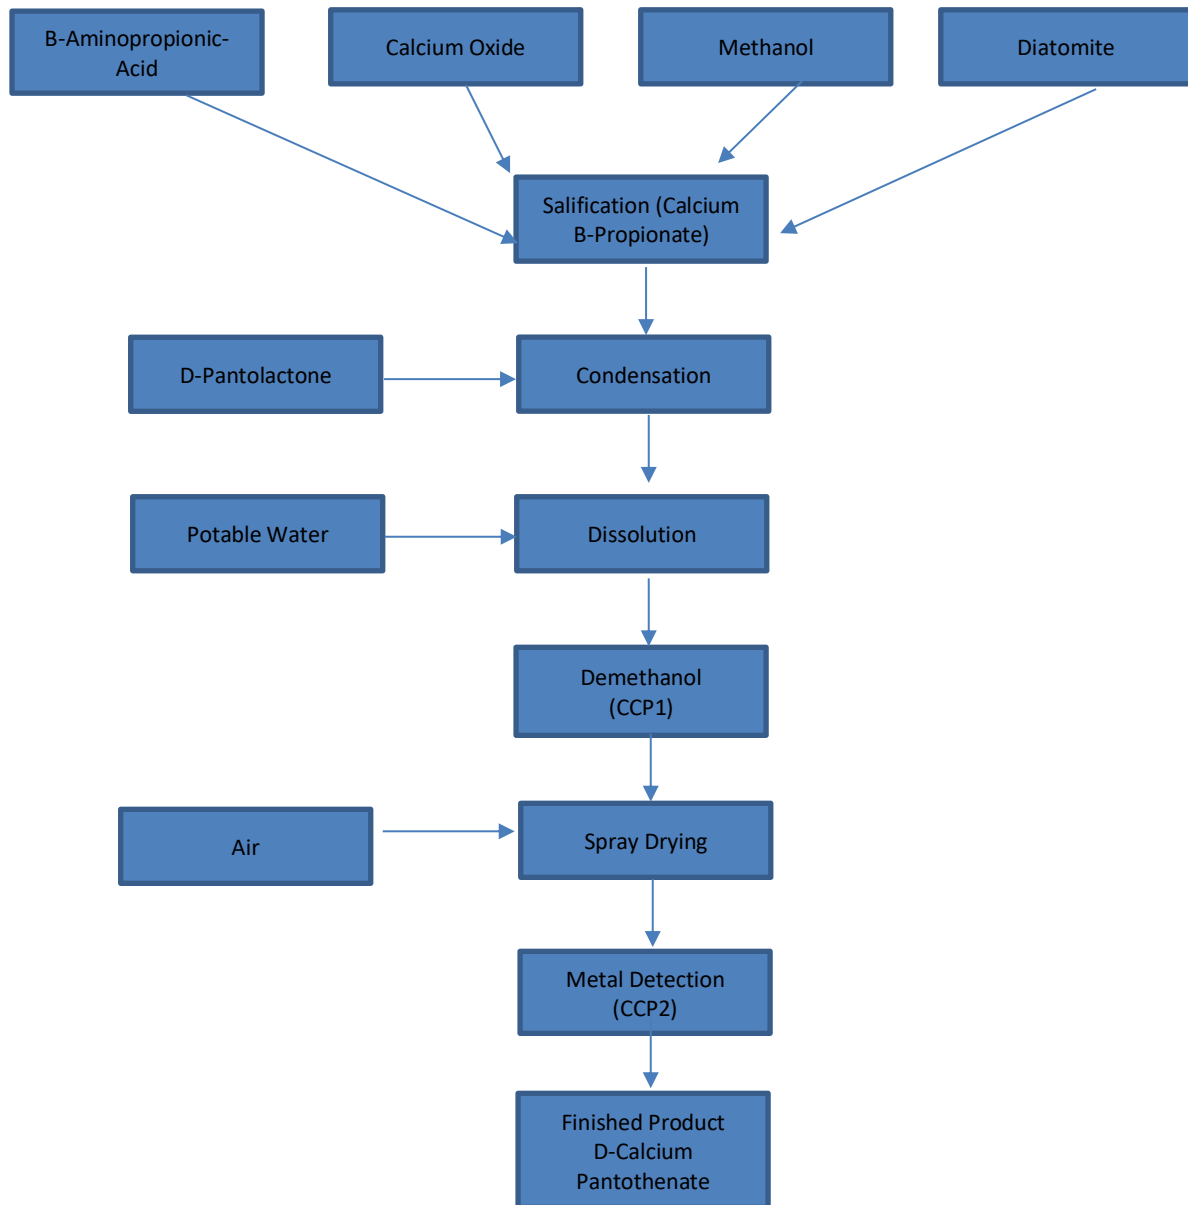 B-Aminopropionic-
Acid
Calcium Oxide
Methanol
Diatomite
Salification (Calcium
B-Propionate)
D-Pantolactone
Condensation
Potable Water
Dissolution
Demethanol
(CCP1)
Air
Spray Drying
Metal Detection
(CCP2)
Finished Product
D-Calcium
Pantothenate